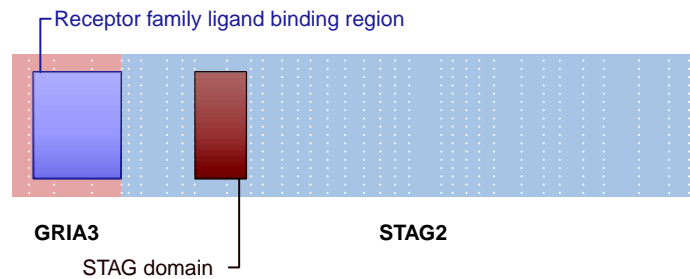 Receptor family ligand binding region
GRIA3
STAG2
STAG domain